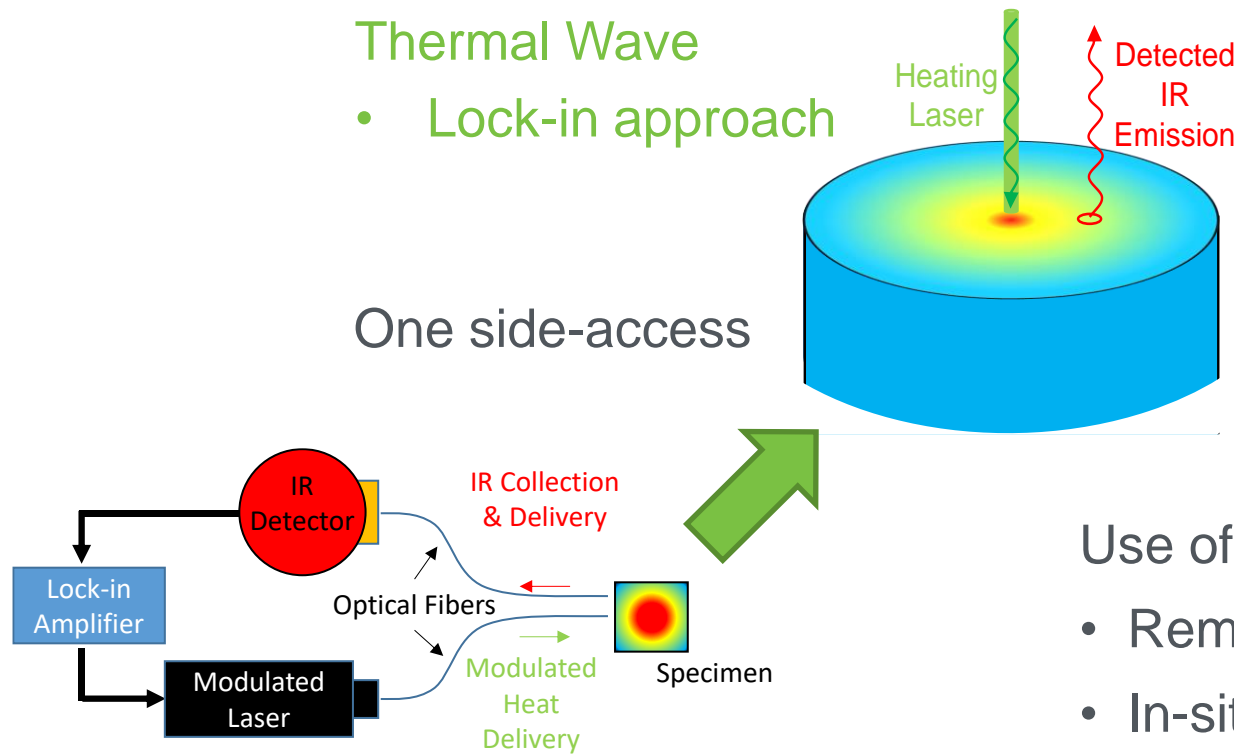 Thermal Wave
• Lock-in approach
Heating
Laser
Detected
IR
Emission
One side-access
IR
Detector
IR Collection
& Delivery
Lock-in
Amplifier
Optical Fibers
Modulated
Laser
Modulated
Heat
Delivery
Specimen
Use of
•
• In-sit